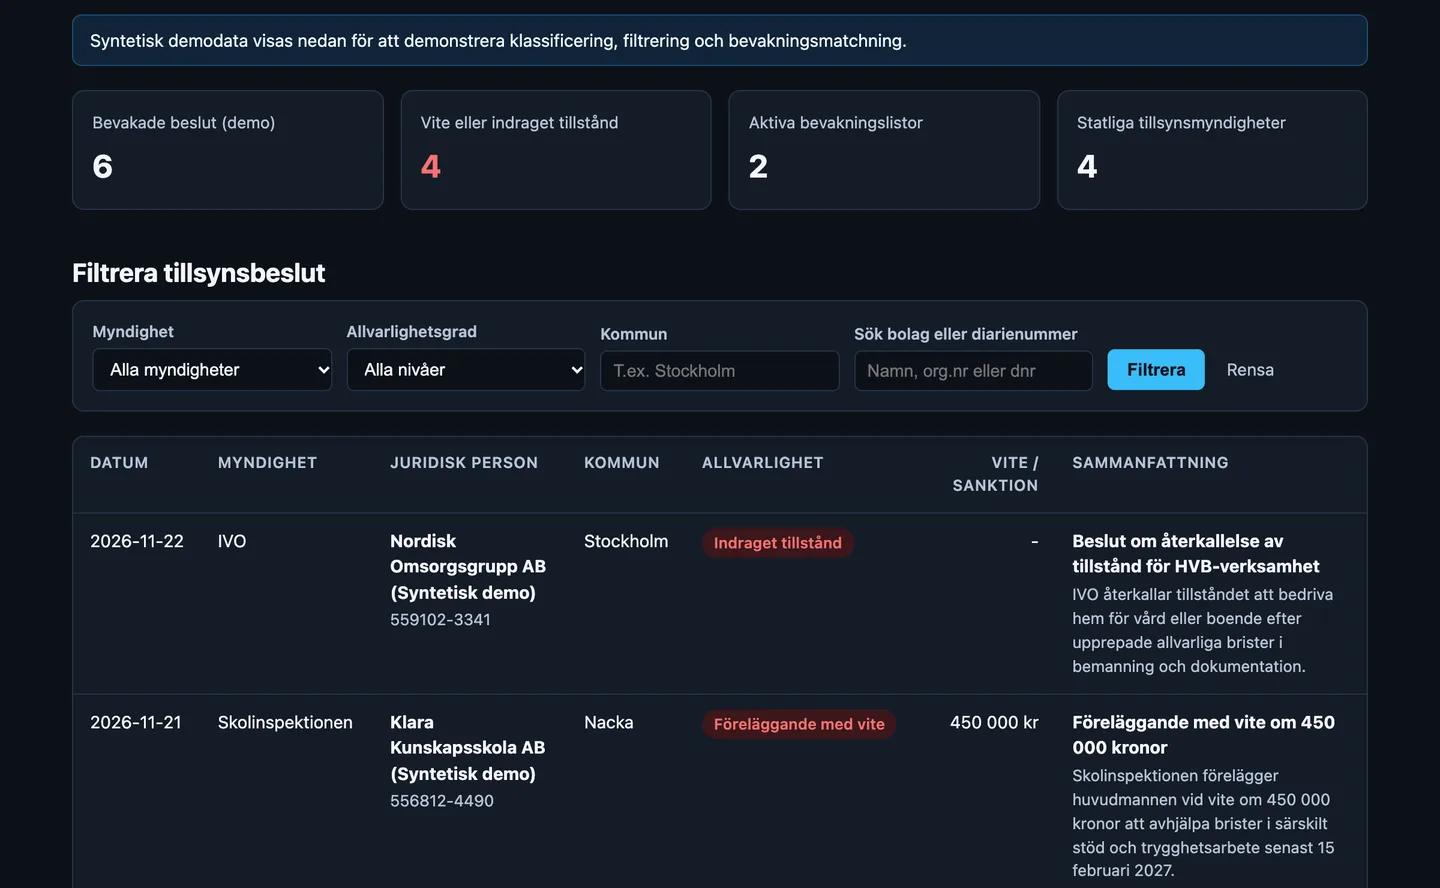 Syntetisk demodata visas nedan för att demonstrera klassificering, filtrering och bevakningsmatchning.
Bevakade beslut (demo)
6
Vite eller indraget tillstånd
4
Aktiva bevakningslistor
2
Statliga tillsynsmyndigheter
4
Filtrera tillsynsbeslut
Myndighet
Alla myndigheter
Allvarlighetsgrad
Alla nivåer
Kommun
T.ex. Stockholm
Sök bolag eller diarienummer
Namn, org.nr eller dnr
Filtrera
Rensa
DATUM
MYNDIGHET
JURIDISK PERSON
KOMMUN
ALLVARLIGHET
VITE /
SANKTION
SAMMANFATTNING
2026-11-22
IVO
Nordisk
Omsorgsgrupp AB
(Syntetisk demo)
559102-3341
Stockholm
Indraget tillstånd
-
Beslut om återkallelse av
tillstånd för HVB-verksamhet
IVO återkallar tillståndet att bedriva
hem för vård eller boende efter
upprepade allvarliga brister i
bemanning och dokumentation.
2026-11-21
Skolinspektionen
Klara
Kunskapsskola AB
(Syntetisk demo)
556812-4490
Nacka
Föreläggande med vite
450 000 kr
Föreläggande med vite om 450
000 kronor
Skolinspektionen förelägger
huvudmannen vid vite om 450 000
kronor att avhjälpa brister i särskilt
stöd och trygghetsarbete senast 15
februari 2027.